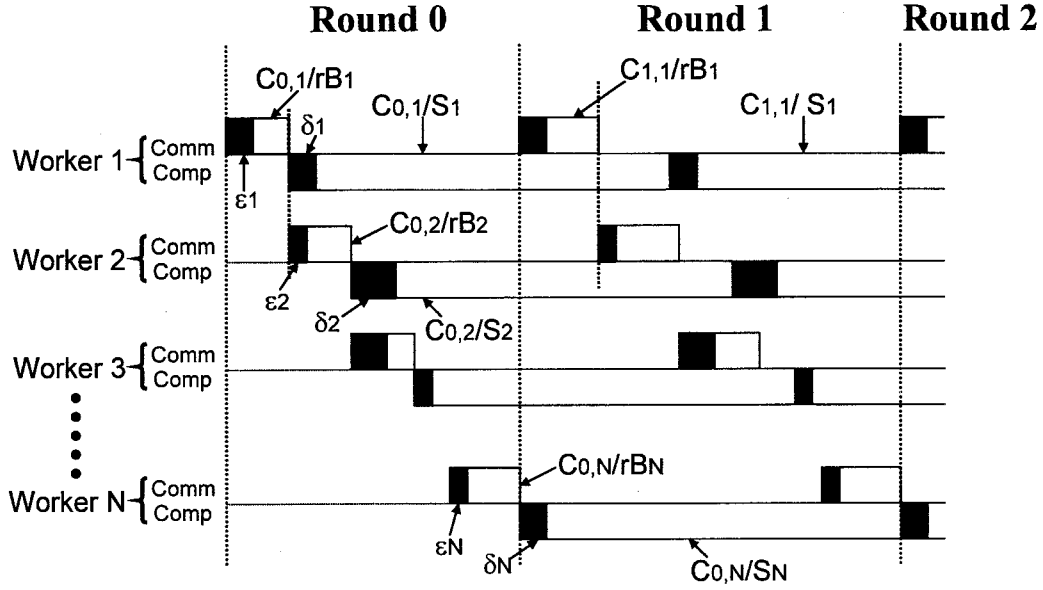 Round 0 Round 1 Round 2
C0,1/rB1 C0,1/S1 C1,1/rB1 C1,1/ S1
δ1
Worker 1 { Comm
Comp
ε1
C0,2/rB2
Worker 2 { Comm
Comp
ε2 δ2 C0,2/S2
Worker 3 { Comm
Comp
C0,N/rBN
Worker N { Comm
Comp
εN δN C0,N/SN